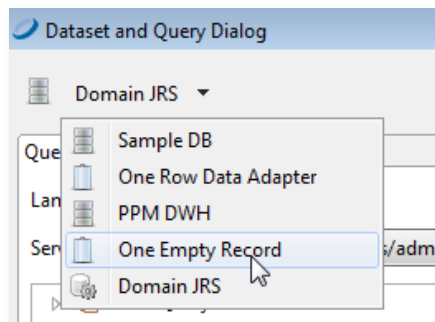 Dataset and Query Dialog
Domain JRS
Que
Sample DB
One Row Data Adapter
Lan
PPM DWH
Ser
One Empty Record
s/adm
Domain JRS